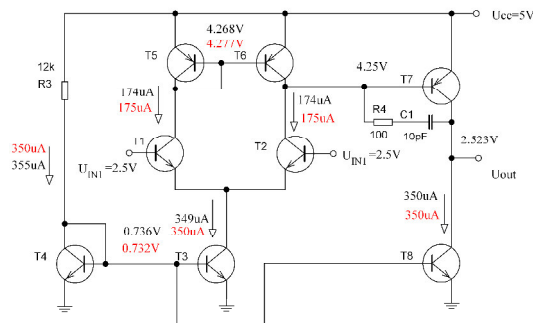 Ucc=5V
4.268V
4.277V
T5
T6
12k
R3
4.25V
T7
174uA
175uA
174uA
175uA
R4
C1
100
10pF
2.523V
350uA
355uA
T1
T2
U IN1 =2.5V
U IN1 =2.5V
Uout
349uA
350uA
350uA
350uA
0.736V
0.732V
T4
T3
T8